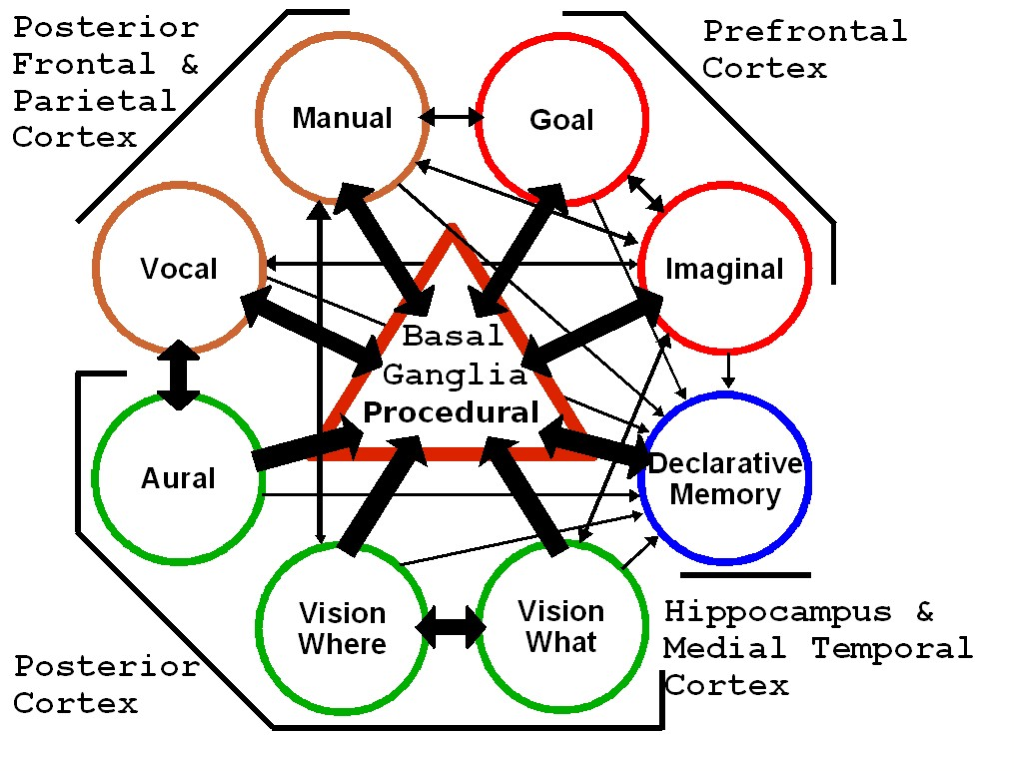 Posterior
Frontal &
Parietal
Cortex
Prefrontal
Cortex
Manual
Goal
Vocal
Imaginal
Basal
Ganglia
Procedural
Aural
Declarative
Memory
Vision
Where
Vision
What
Hippocampus &
Medial Temporal
Cortex
Posterior
Cortex